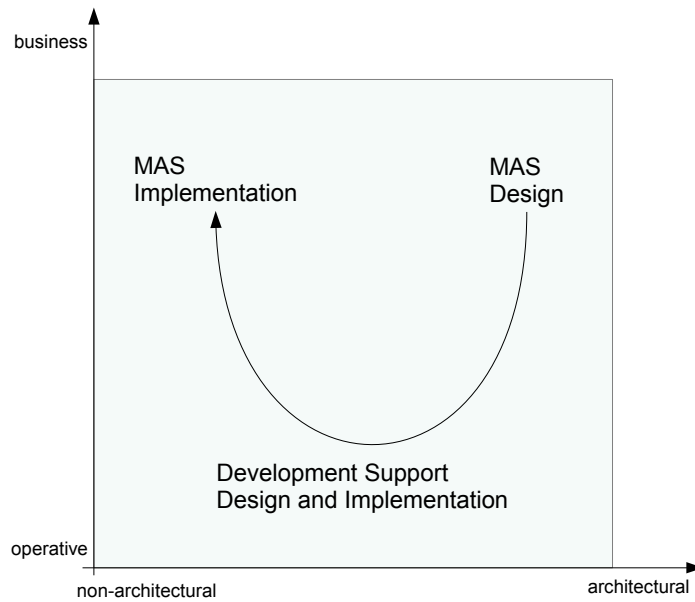 business
MAS
Implementation
MAS
Design
Development Support
Design and Implementation
operative
non-architectural
architectural